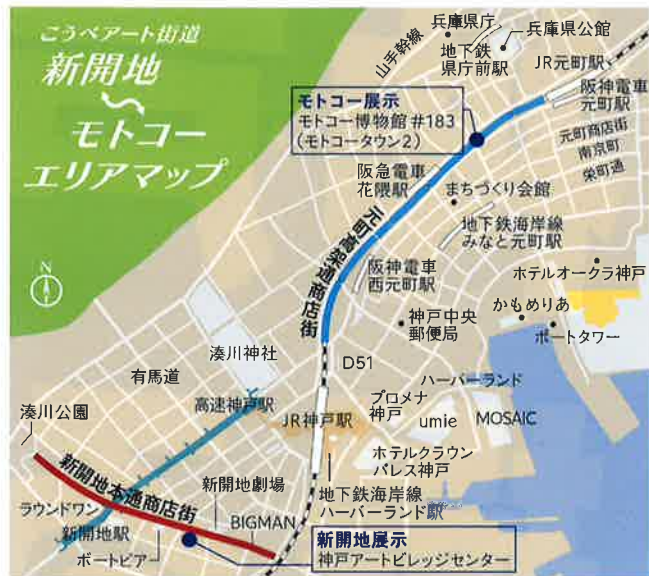 こうべアート街道
新開地
モトコー
エリアマップ
兵庫県庁
兵庫県公館
山手幹線
地下鉄
県庁前駅
JR元町駅
阪神電車
元町駅
モトコー展示
モトコー博物館 #183
(モトコータウン2)
元町商店街
南京町
栄町通
阪急電車
花隈駅
まちづくり会館
元町高架通商店街
地下鉄海岸線
みなと元町駅
阪神電車
西元町駅
ホテルオークラ神戸
N
かもめりあ
神戸中央
郵便局
ポートタワー
湊川神社
D51
有馬道
ハーバーランド
高速神戸駅
プロメナ
神戸
湊川公園
JR神戸駅
umie
MOSAIC
ホテルクラウン
パレス神戸
新開地本通商店街
新開地劇場
地下鉄海岸線
ハーバーランド駅
ラウンドワン
BIGMAN
新開地駅
ボートピア
新開地展示
神戸アートビレッジセンター